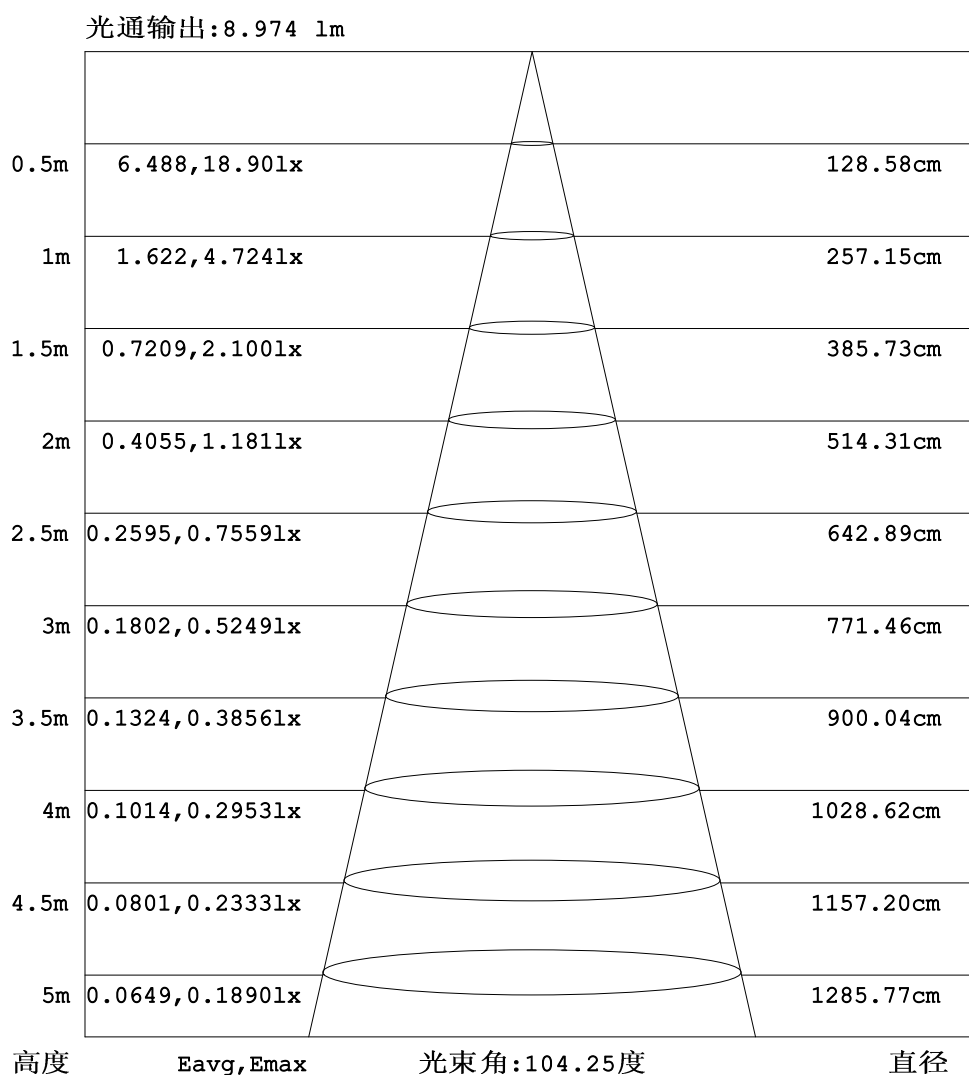 光通输出:8.974 lm
0.5m 6.488,18.90lx 128.58cm
1m 1.622,4.724lx 257.15cm
1.5m 0.7209,2.100lx 385.73cm
2m 0.4055,1.181lx 514.31cm
2.5m 0.2595,0.7559lx 642.89cm
3m 0.1802,0.5249lx 771.46cm
3.5m 0.1324,0.3856lx 900.04cm
4m 0.1014,0.2953lx 1028.62cm
4.5m 0.0801,0.2333lx 1157.20cm
5m 0.0649,0.1890lx 1285.77cm
高度 Eavg,Emax 光束角:104.25度 直径